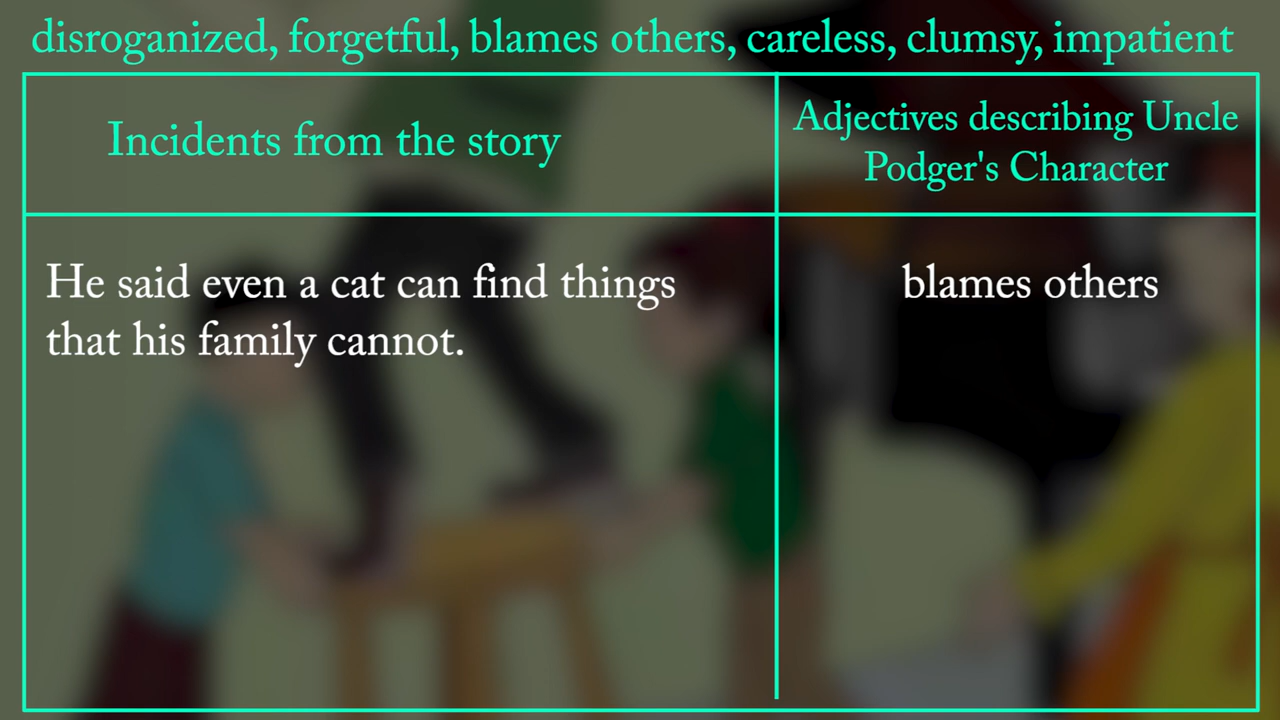 disroganized, forgetful, blames others, careless, clumsy, impatient
Incidents from the story
Adjectives describing Uncle
Podger's Character
He said even a cat can find things
that his family cannot.
blames others